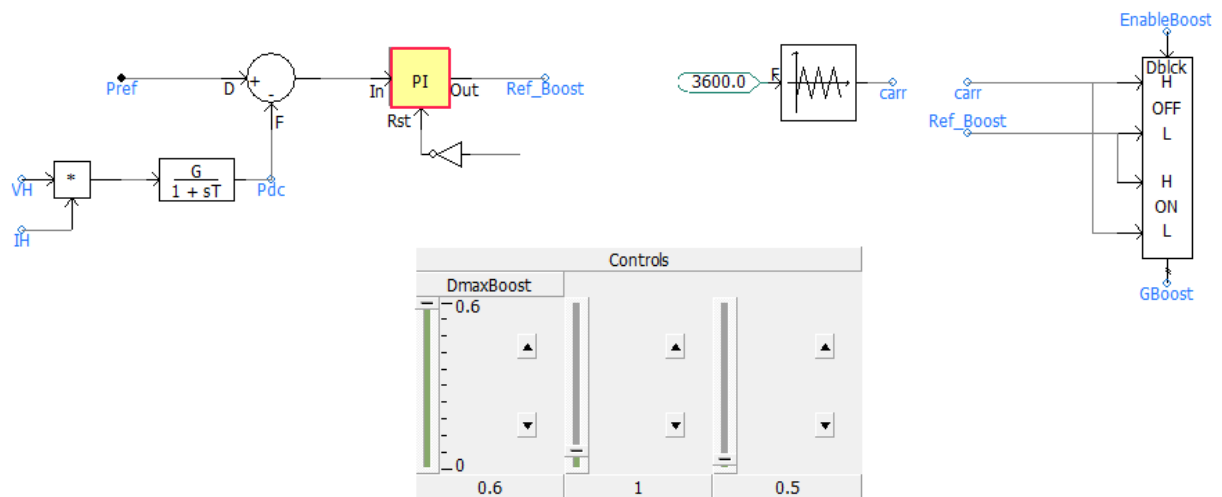 Pref
D
+
-
F
In
PI
Out
Rst
Ref_Boost
VH
*
IH
G
1 + sT
Pdc
3600.0
F
carr
carr
Ref_Boost
EnableBoost
Dblck
H
OFF
L
H
ON
L
GBoost
Controls
DmaxBoost
0.6
0
0.6
1
0.5